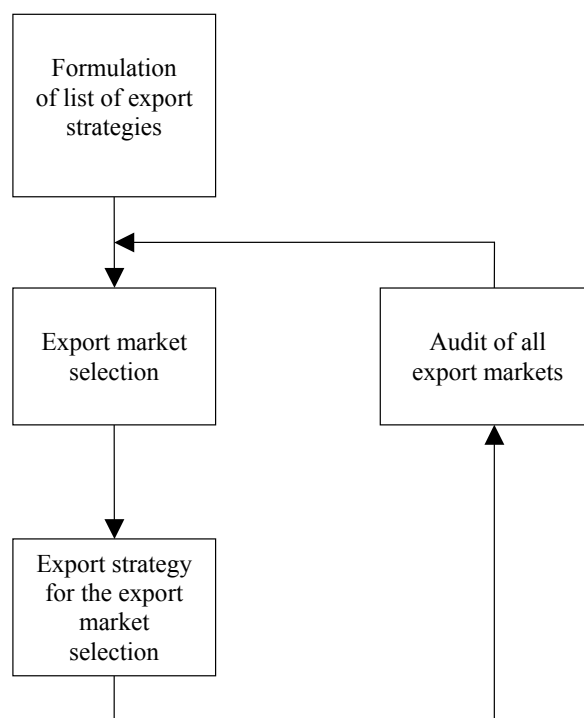 Formulation
of list of export
strategies
Export market
selection
Audit of all
export markets
Export strategy
for the export
market
selection